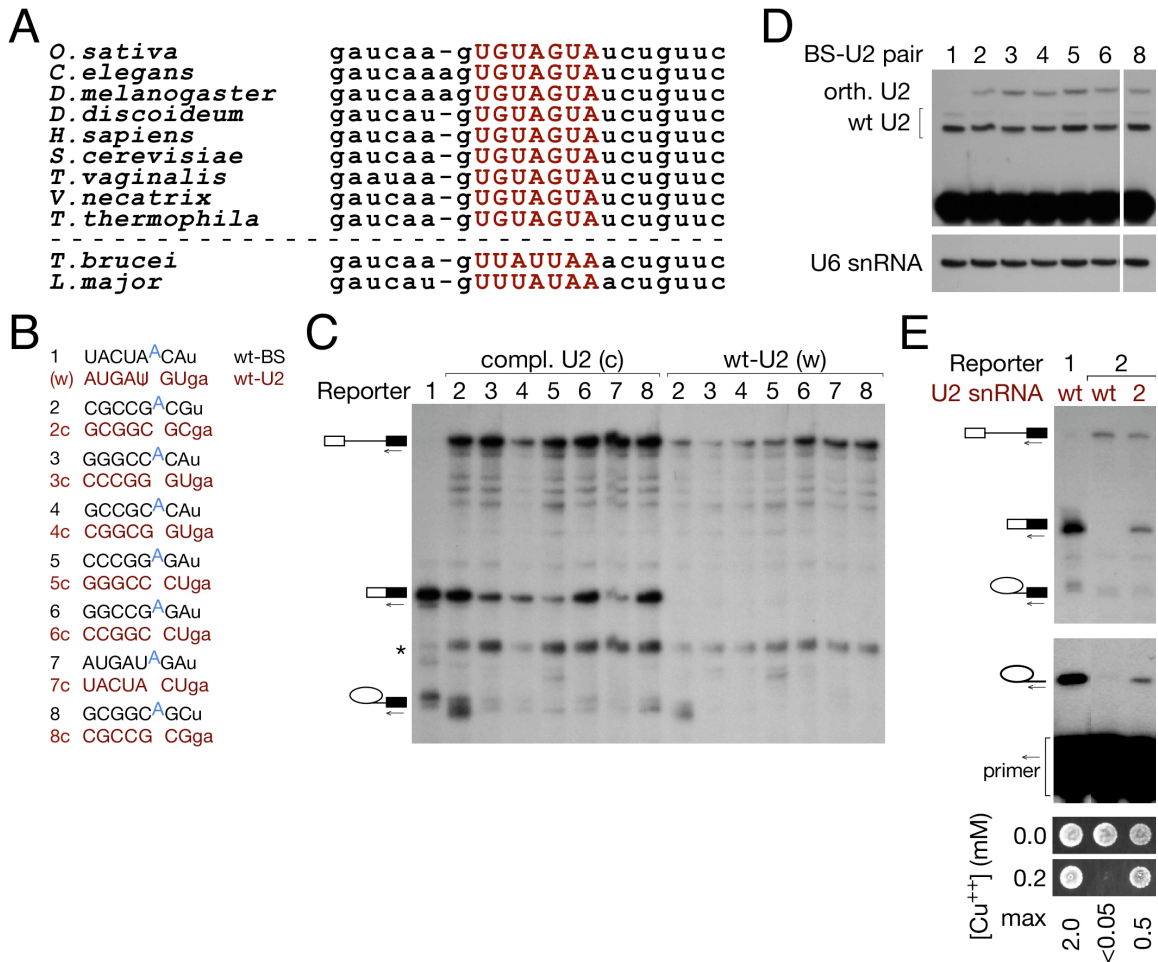 A
O.sativa gaucaa-gUGUAGUAucuguuc
C.elegans gaucaaagUGUAGUAucuguuc
D.melanogaster gaucaaagUGUAGUAucuguuc
D.discoideum gaucau-gUGUAGUAucuguuc
H.sapiens gaucaa-gUGUAGUAucuguuc
S.cerevisiae gaucaa-gUGUAGUAucuguuc
T.vaginalis gauuaa-gUGUAGUAucuguuc
V.necatrix gaucaa-gUGUAGUAucuguuc
T.thermophila gaucaa-gUGUAGUAucuguuc
T.brucei gaucau-gUUAUUAAacuguuc
L.major gaucau-gUUUAUAAacuguuc
B
1 UACUAACAu wt-BS
(w) AUGAψ GUga wt-U2
2 CGCCGACGu
2c GCGGC GCga
3 GGGCCACAu
3c CCCGG GUga
4 GCCGCACAu
4c CGGCG GUga
5 CCCGGAGAu
5c GGGCC CUga
6 GGCCGAGAu
6c CCGGC CUga
7 AUGAUAGAu
7c UACUA CUga
8 GCGGCAGCu
8c CGCCG CGga
C
compl. U2 (c) wt-U2 (w)
Reporter 1 2 3 4 5 6 7 8 2 3 4 5 6 7 8
*
D
BS-U2 pair 1 2 3 4 5 6 8
orth. U2
wt U2
U6 snRNA
E
Reporter 1 2
U2 snRNA wt wt 2
primer
[Cu++] (mM)
0.0
0.2
max 2.0 <0.05 0.5